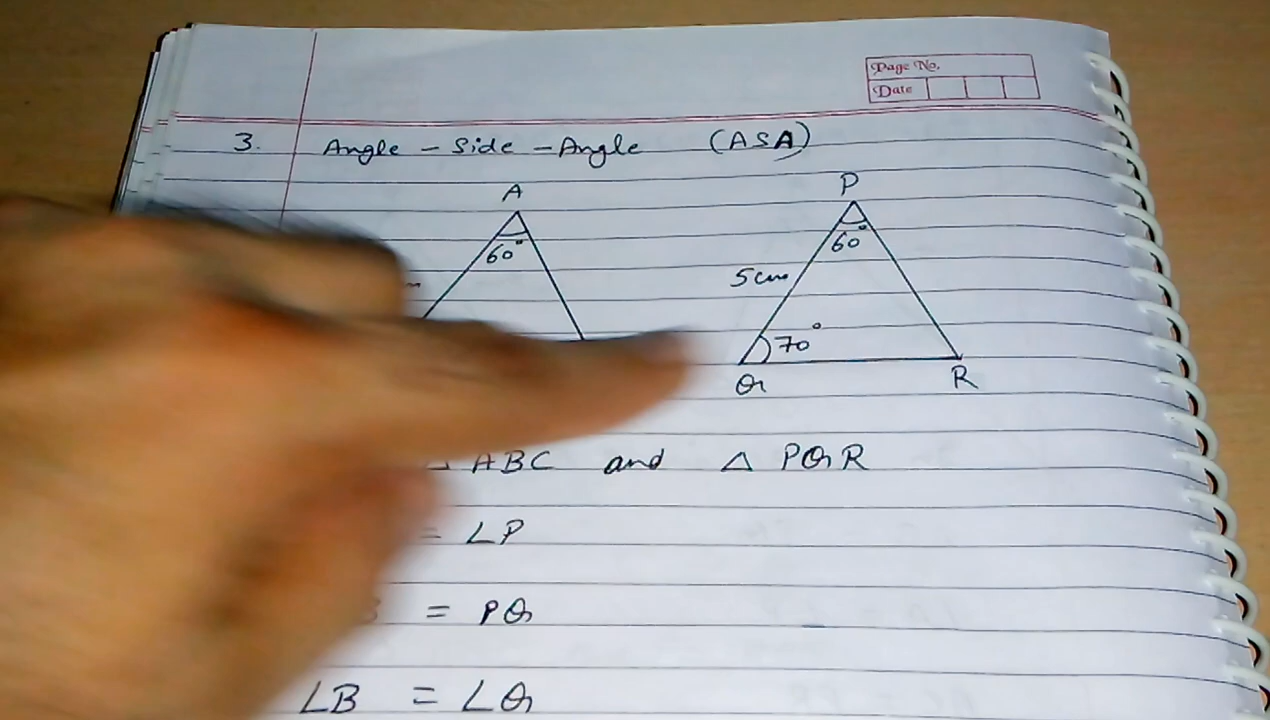 Page No.
Date
3. Angle - Side - Angle (ASA)
A P
60° 60°
5cm
70°
Q R
ABC and △ PQR
= ∠P
= PQ
∠B = ∠Q